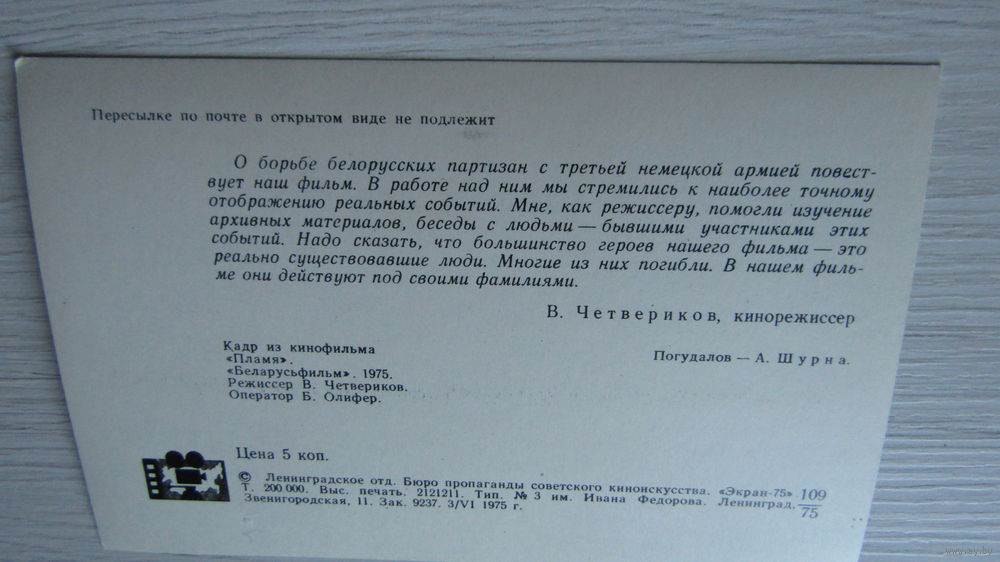 Пересылке по почте в открытом виде не подлежит
О борьбе белорусских партизан с третьей немецкой армией повест-
вует наш фильм. В работе над ним мы стремились к наиболее точному
отображению реальных событий. Мне, как режиссеру, помогли изучение
архивных материалов, беседы с людьми — бывшими участниками этих
событий. Надо сказать, что большинство героев нашего фильма — это
реально существовавшие люди. Многие из них погибли. В нашем филь-
ме они действуют под своими фамилиями.
В. Четвериков, кинорежиссер
Кадр из кинофильма
«Пламя».
«Беларусьфильм». 1975.
Режиссер В. Четвериков.
Оператор Б. Олифер.
Погудалов — А. Шурна.
Цена 5 коп.
© Ленинградское отд. Бюро пропаганды советского киноискусства. «Экран-75».
Т. 200 000. Выс. печать. 2121211. Тип. № 3 им. Ивана Федорова. Ленинград,
Звенигородская, 11. Зак. 9237. 3/VI 1975 г.
109
75